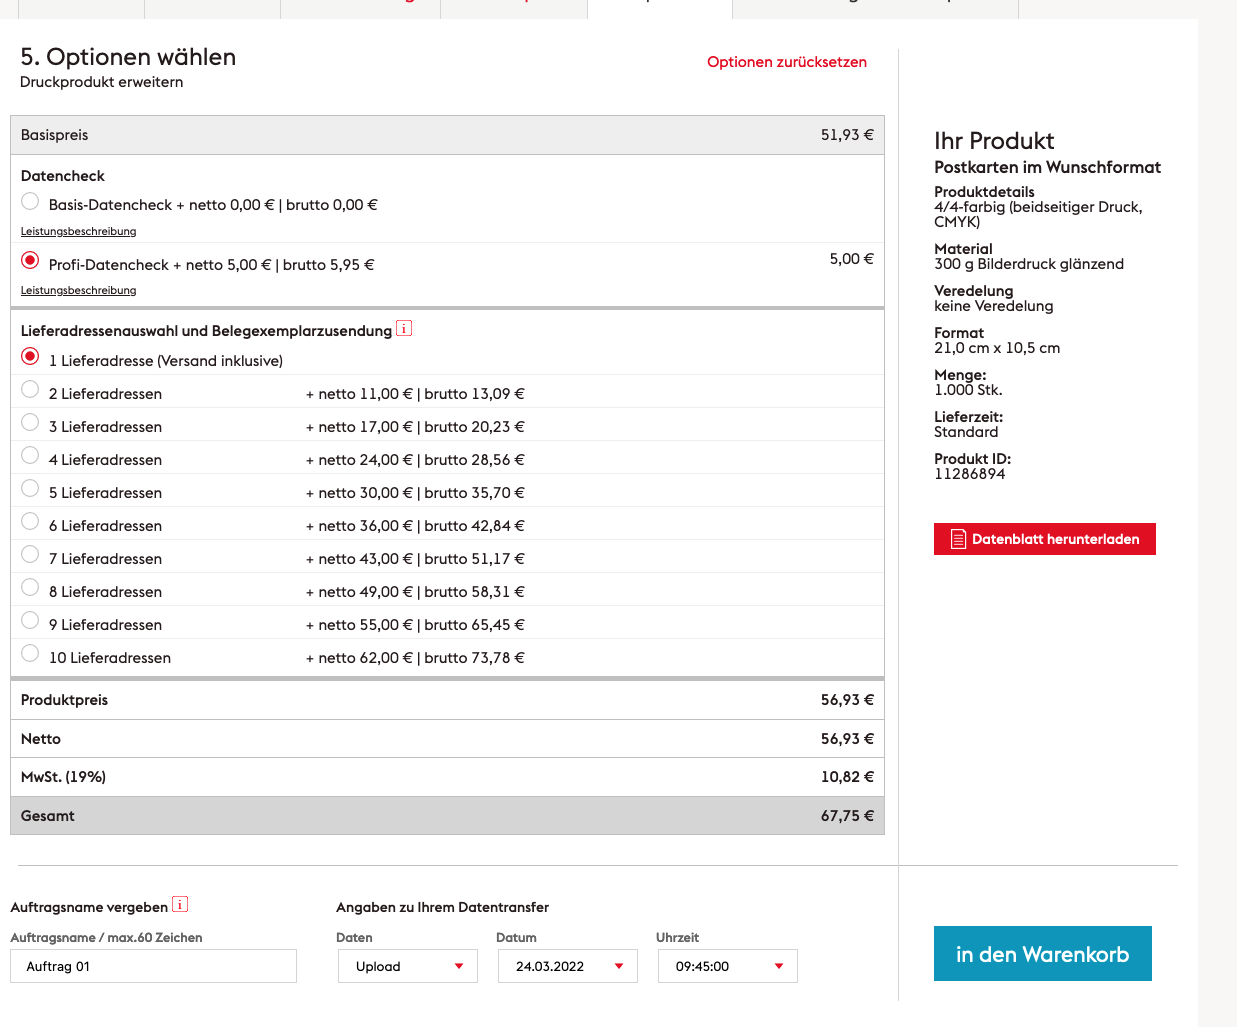 5. Optionen wählen
Druckprodukt erweitern
Optionen zurücksetzen
Basispreis 51,93 €
Datencheck
Basis-Datencheck + netto 0,00 € | brutto 0,00 €
Leistungsbeschreibung
Profi-Datencheck + netto 5,00 € | brutto 5,95 € 5,00 €
Leistungsbeschreibung
Lieferadressenauswahl und Belegexemplarzusendung i
1 Lieferadresse (Versand inklusive)
2 Lieferadressen + netto 11,00 € | brutto 13,09 €
3 Lieferadressen + netto 17,00 € | brutto 20,23 €
4 Lieferadressen + netto 24,00 € | brutto 28,56 €
5 Lieferadressen + netto 30,00 € | brutto 35,70 €
6 Lieferadressen + netto 36,00 € | brutto 42,84 €
7 Lieferadressen + netto 43,00 € | brutto 51,17 €
8 Lieferadressen + netto 49,00 € | brutto 58,31 €
9 Lieferadressen + netto 55,00 € | brutto 65,45 €
10 Lieferadressen + netto 62,00 € | brutto 73,78 €
Produktpreis 56,93 €
Netto 56,93 €
MwSt. (19%) 10,82 €
Gesamt 67,75 €
Ihr Produkt
Postkarten im Wunschformat
Produktdetails
4/4-farbig (beidseitiger Druck,
CMYK)
Material
300 g Bilderdruck glänzend
Veredelung
keine Veredelung
Format
21,0 cm x 10,5 cm
Menge:
1.000 Stk.
Lieferzeit:
Standard
Produkt ID:
11286894
Datenblatt herunterladen
Auftragsname vergeben i
Auftragsname / max.60 Zeichen
Auftrag 01
Angaben zu Ihrem Datentransfer
Daten Datum Uhrzeit
Upload 24.03.2022 09:45:00
in den Warenkorb